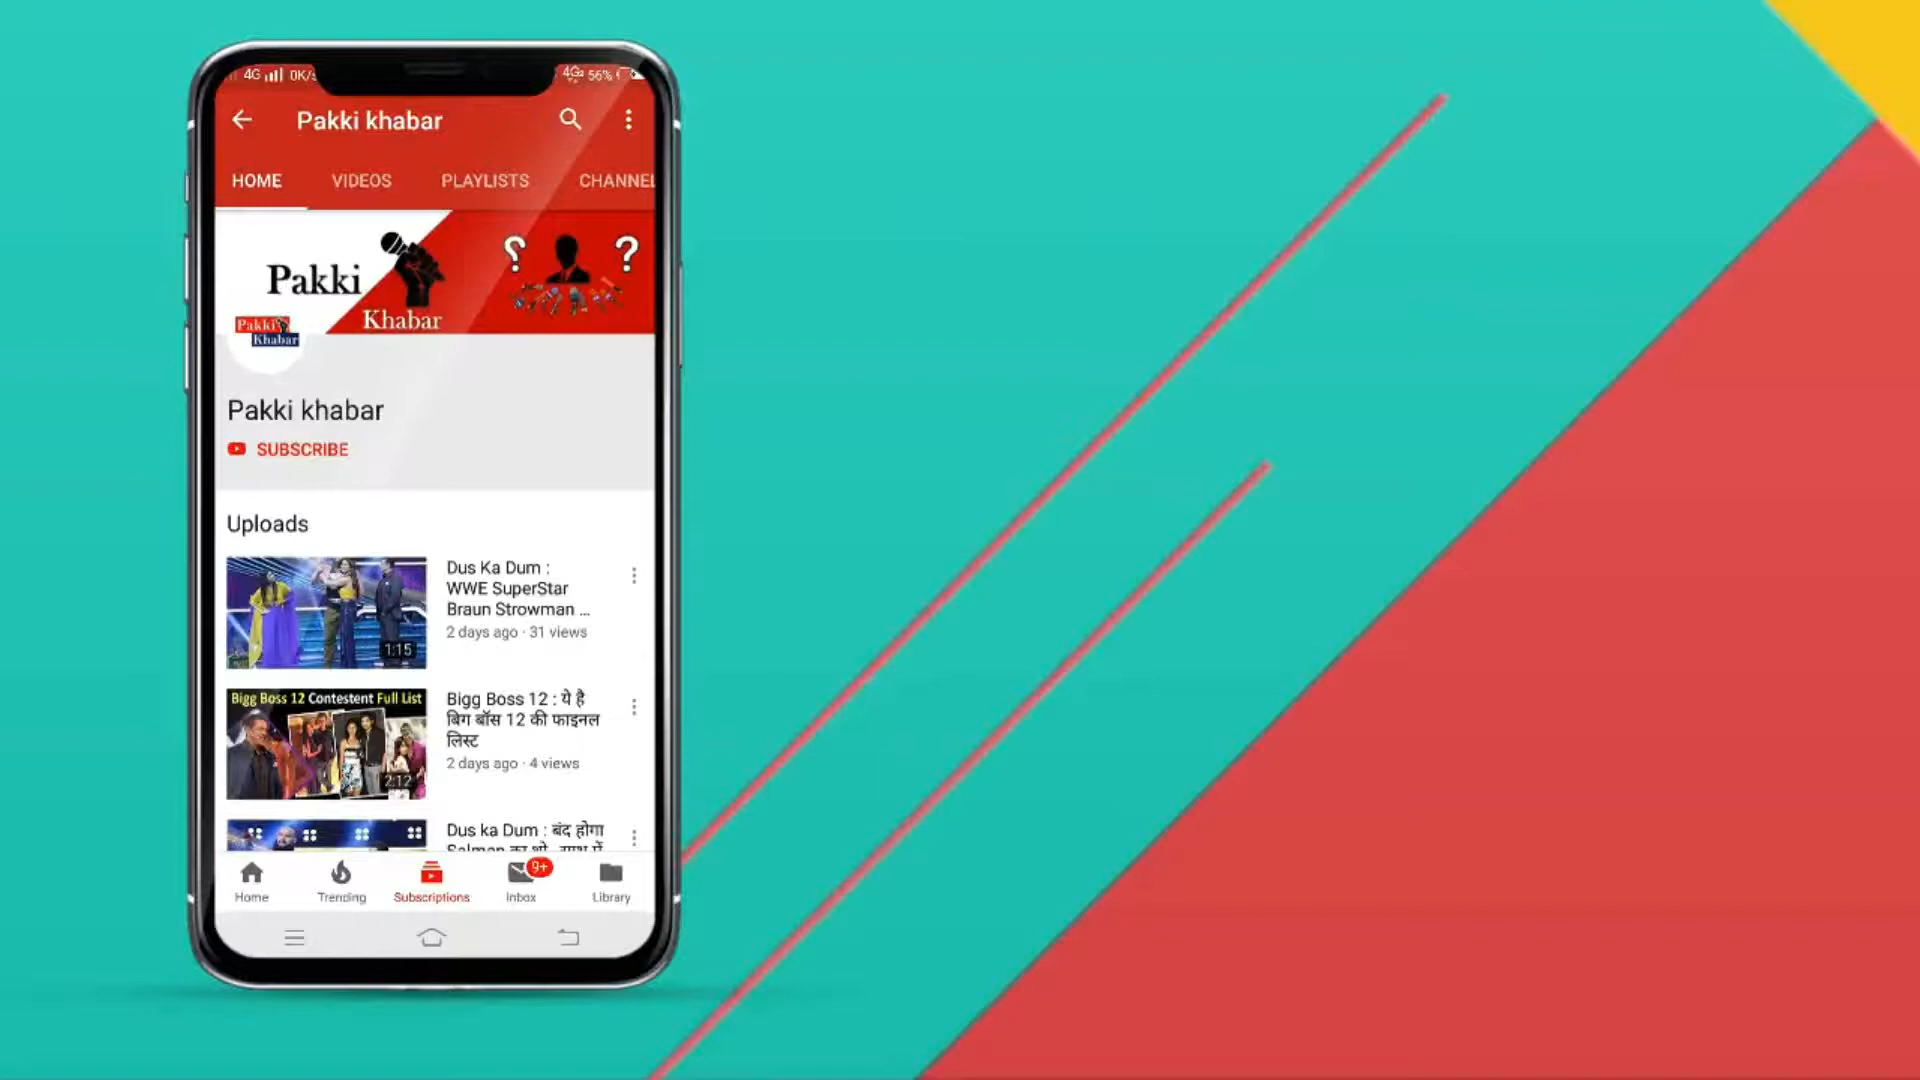 4G 0K/s 4G 56%
Pakki khabar
HOME VIDEOS PLAYLISTS CHANNEL
Pakki
Khabar
? ?
Pakki
Khabar
Pakki khabar
SUBSCRIBE
Uploads
Dus Ka Dum :
WWE SuperStar
Braun Strowman ...
2 days ago · 31 views
1:15
Bigg Boss 12 Contestent Full List
2:12
Bigg Boss 12 : ये है
बिग बॉस 12 की फाइनल
लिस्ट
2 days ago · 4 views
Dus ka Dum : बंद होगा
Salman का शो
9+
Home Trending Subscriptions Inbox Library